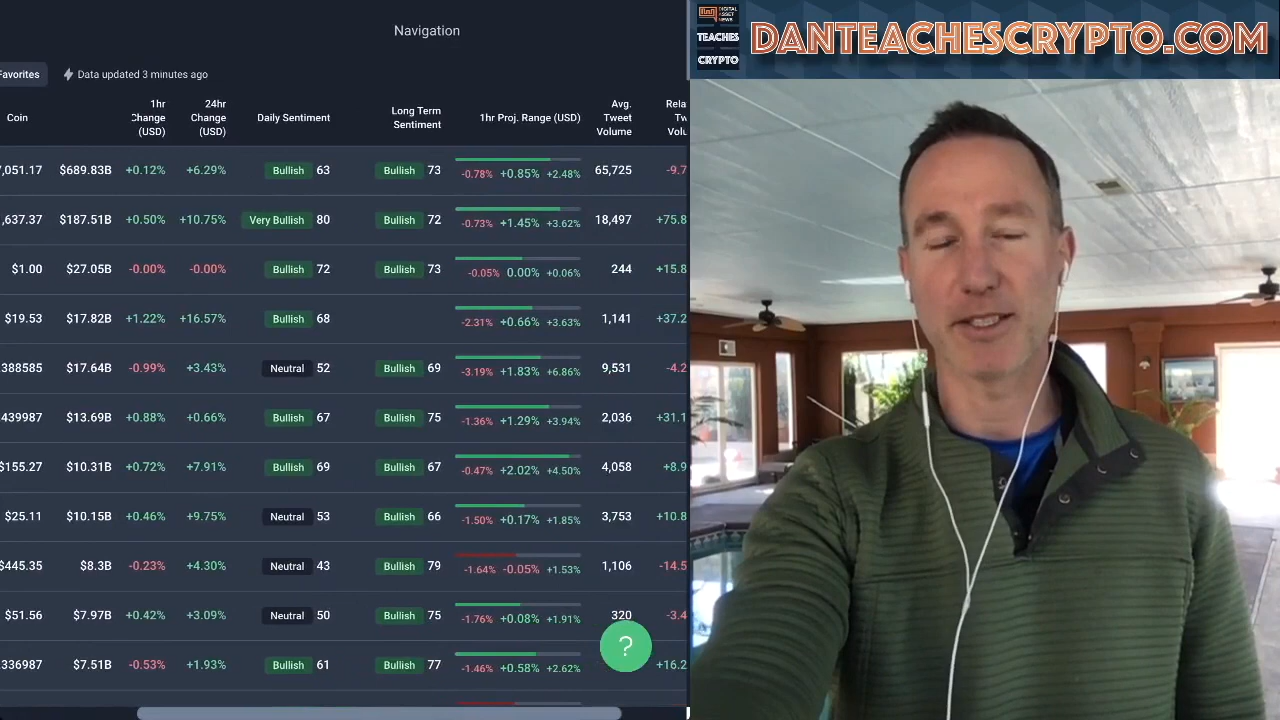 Navigation
Favorites
Data updated 3 minutes ago
Coin
1hr Change (USD)
24hr Change (USD)
Daily Sentiment
Long Term Sentiment
1hr Proj. Range (USD)
Avg. Tweet Volume
,051.17 $689.83B +0.12% +6.29% Bullish 63 Bullish 73 -0.78% +0.85% +2.48% 65,725 -9.7
,637.37 $187.51B +0.50% +10.75% Very Bullish 80 Bullish 72 -0.73% +1.45% +3.62% 18,497 +75.8
$1.00 $27.05B -0.00% -0.00% Bullish 72 Bullish 73 -0.05% 0.00% +0.06% 244 +15.8
$19.53 $17.82B +1.22% +16.57% Bullish 68 -2.31% +0.66% +3.63% 1,141 +37.2
388585 $17.64B -0.99% +3.43% Neutral 52 Bullish 69 -3.19% +1.83% +6.86% 9,531 -4.2
439987 $13.69B +0.88% +0.66% Bullish 67 Bullish 75 -1.36% +1.29% +3.94% 2,036 +31.1
$155.27 $10.31B +0.72% +7.91% Bullish 69 Bullish 67 -0.47% +2.02% +4.50% 4,058 +8.9
$25.11 $10.15B +0.46% +9.75% Neutral 53 Bullish 66 -1.50% +0.17% +1.85% 3,753 +10.8
$445.35 $8.3B -0.23% +4.30% Neutral 43 Bullish 79 -1.64% -0.05% +1.53% 1,106 -14.5
$51.56 $7.97B +0.42% +3.09% Neutral 50 Bullish 75 -1.76% +0.08% +1.91% 320 -3.4
336987 $7.51B -0.53% +1.93% Bullish 61 Bullish 77 -1.46% +0.58% +2.62% +16.2
?
DIGITAL
ASSET
NEWS
TEACHES
CRYPTO
DANTEACHESCRYPTO.COM